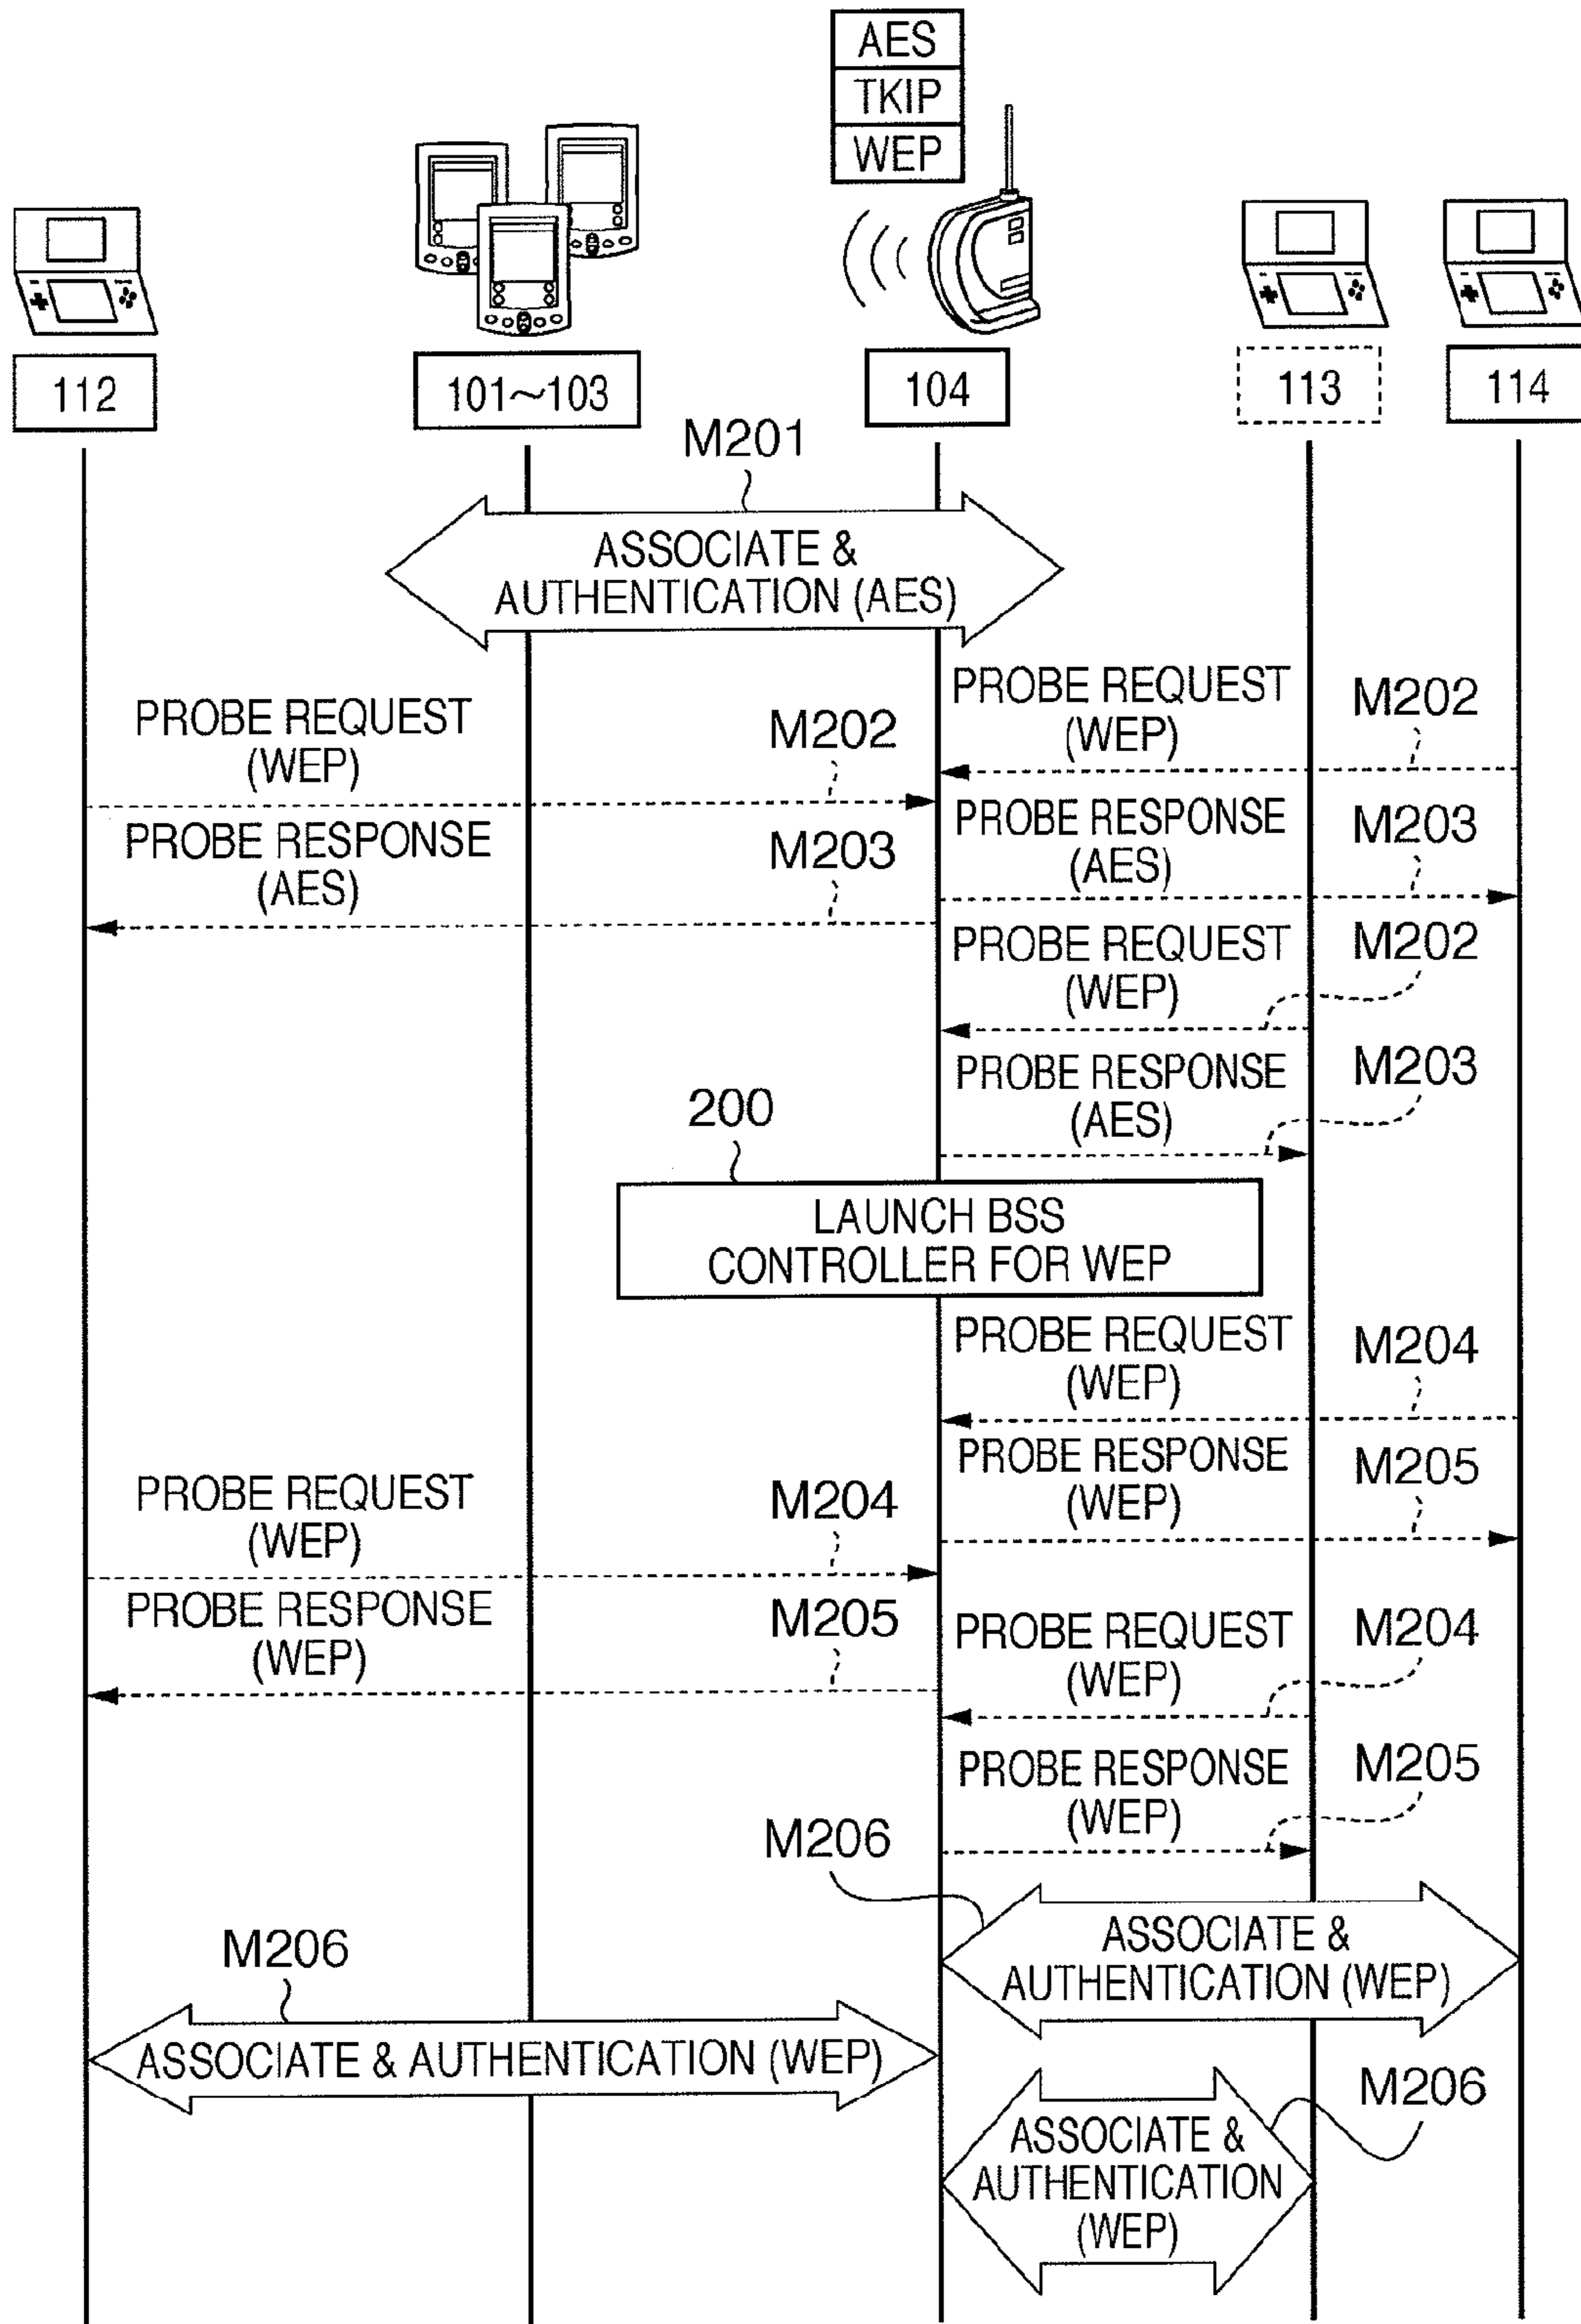 AES
TKIP
WEP
112
101~103
104
113
114
M201
ASSOCIATE &
AUTHENTICATION (AES)
PROBE REQUEST
(WEP)
M202
PROBE REQUEST
(WEP)
M202
PROBE RESPONSE
(AES)
M203
PROBE RESPONSE
(AES)
M203
PROBE REQUEST
(WEP)
M202
PROBE RESPONSE
(AES)
M203
200
LAUNCH BSS
CONTROLLER FOR WEP
PROBE REQUEST
(WEP)
M204
PROBE RESPONSE
(WEP)
M205
PROBE REQUEST
(WEP)
M204
PROBE RESPONSE
(WEP)
M205
PROBE REQUEST
(WEP)
M204
PROBE RESPONSE
(WEP)
M205
M206
ASSOCIATE &
AUTHENTICATION (WEP)
M206
ASSOCIATE & AUTHENTICATION (WEP)
M206
ASSOCIATE &
AUTHENTICATION
(WEP)